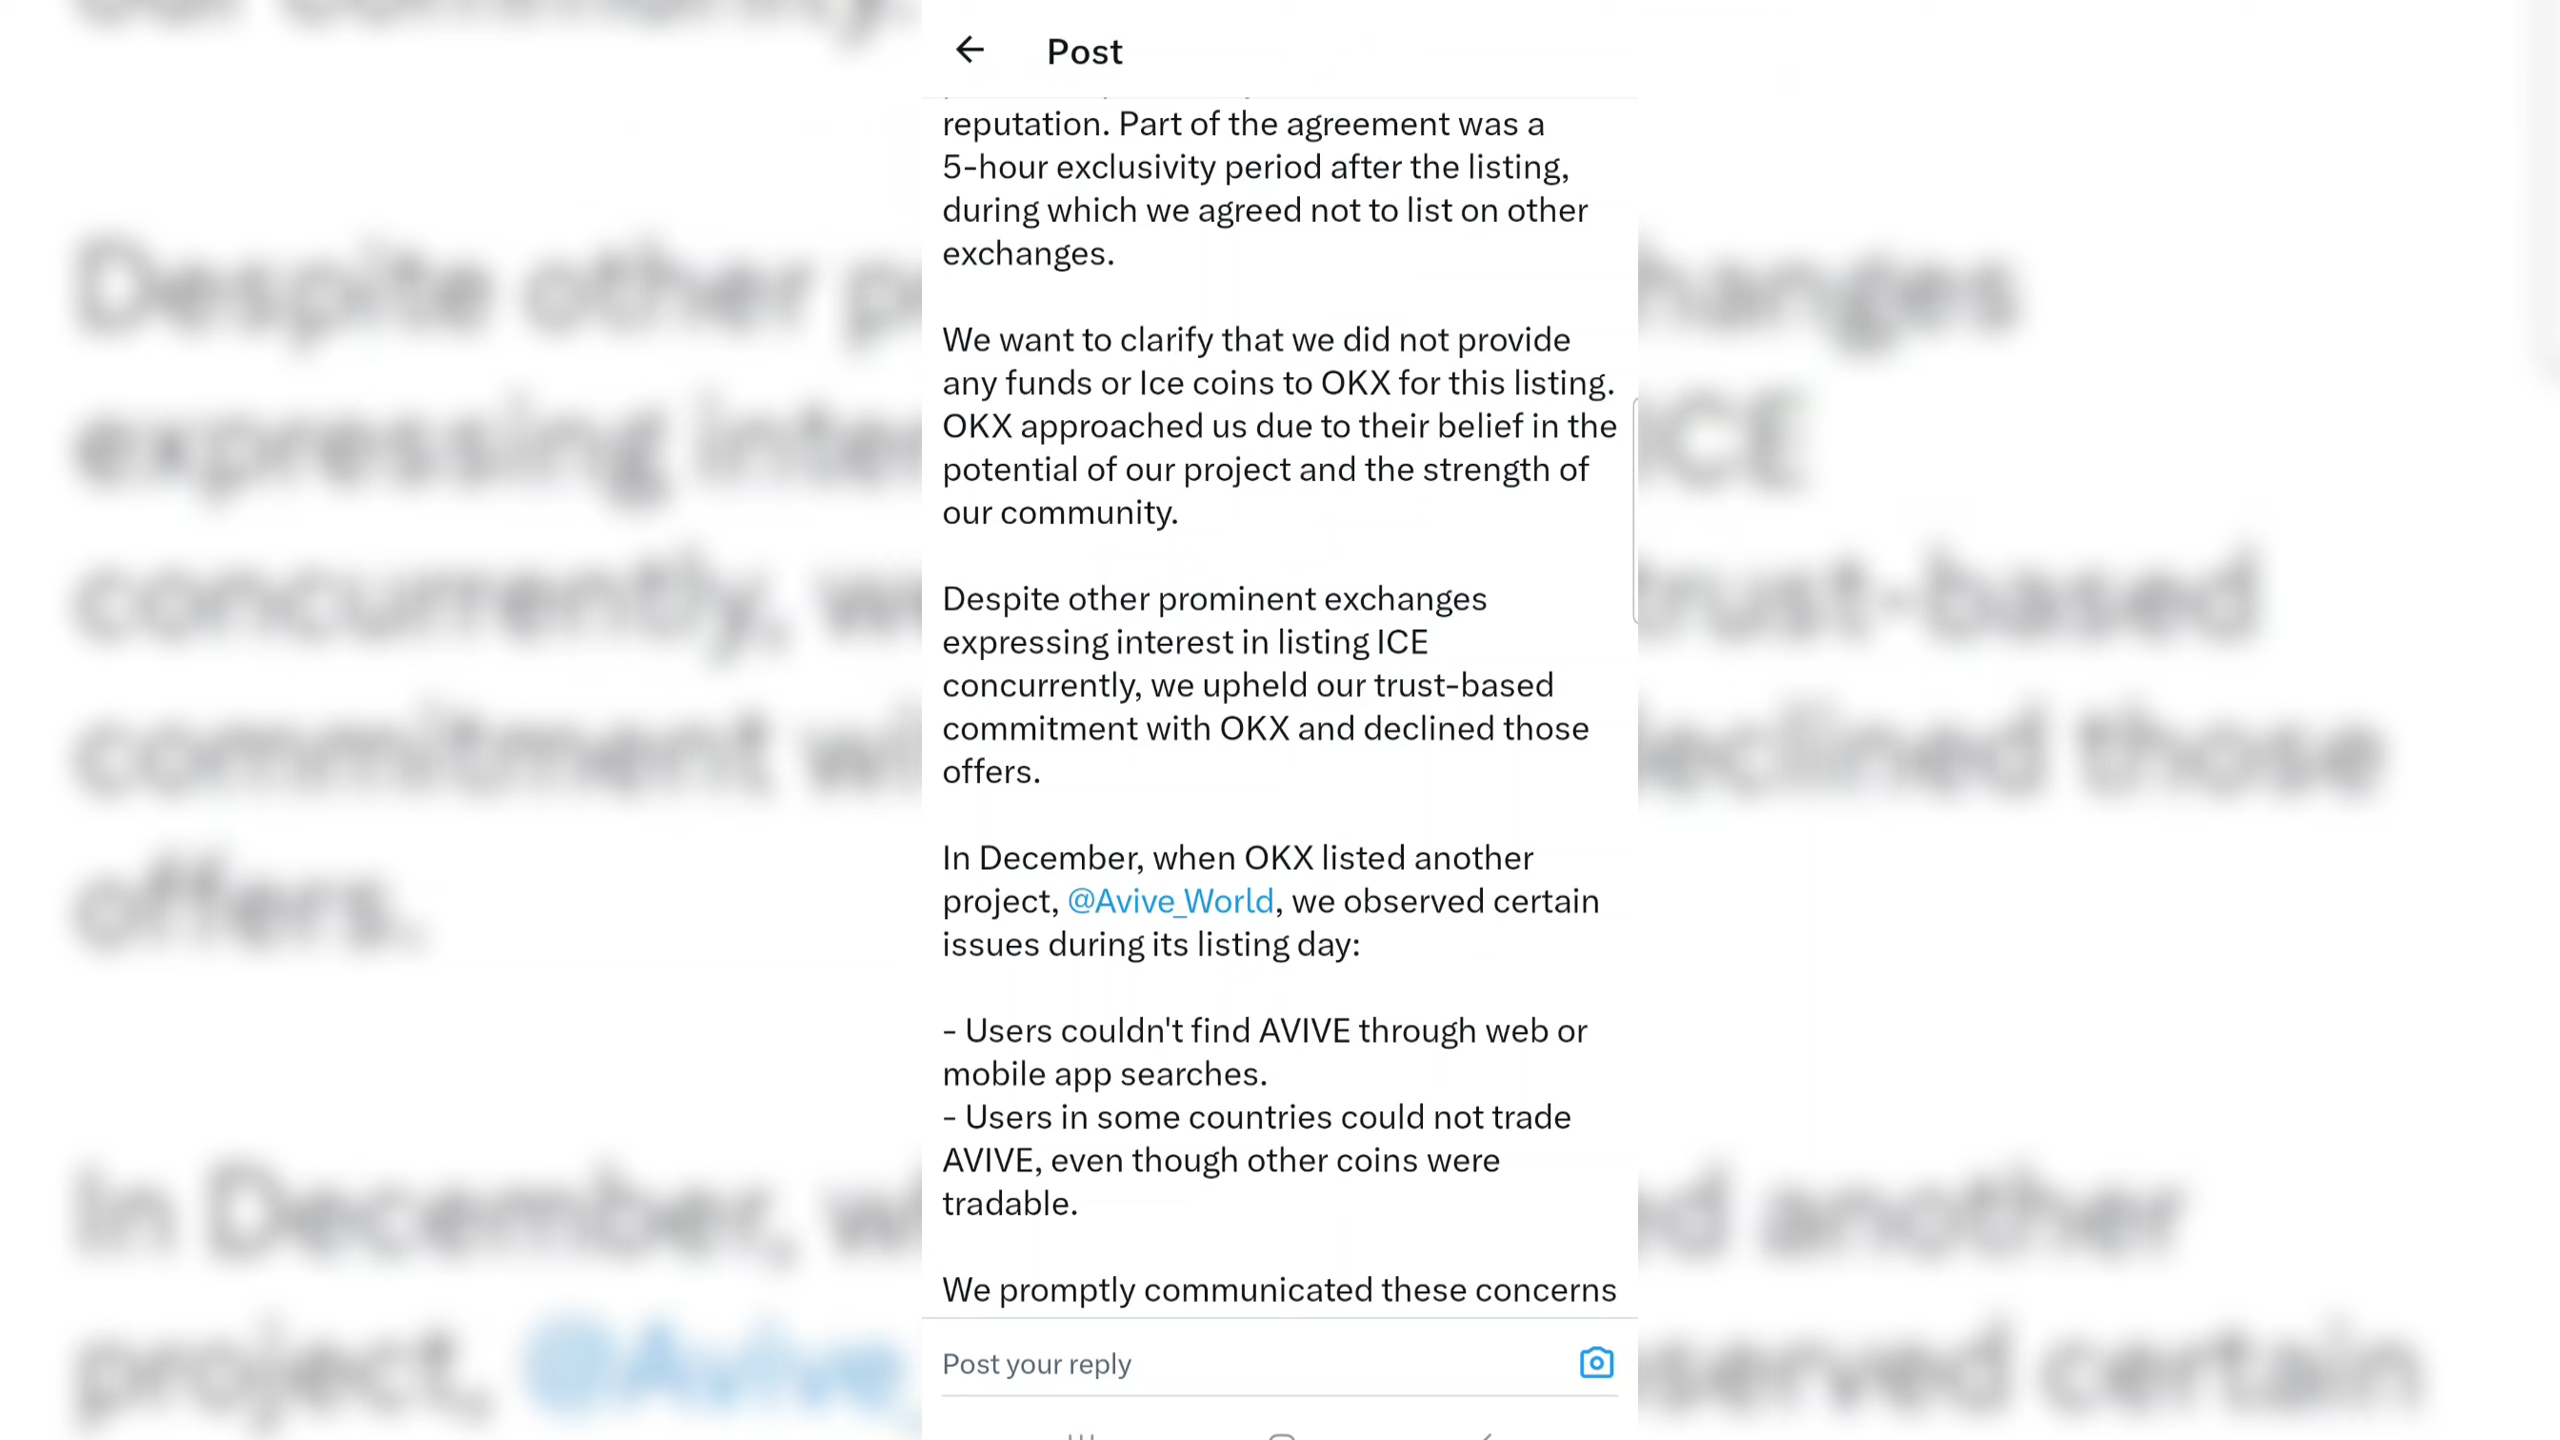 Post
reputation. Part of the agreement was a
5-hour exclusivity period after the listing,
during which we agreed not to list on other
exchanges.
We want to clarify that we did not provide
any funds or Ice coins to OKX for this listing.
OKX approached us due to their belief in the
potential of our project and the strength of
our community.
Despite other prominent exchanges
expressing interest in listing ICE
concurrently, we upheld our trust-based
commitment with OKX and declined those
offers.
In December, when OKX listed another
project, @Avive_World, we observed certain
issues during its listing day:
- Users couldn't find AVIVE through web or
mobile app searches.
- Users in some countries could not trade
AVIVE, even though other coins were
tradable.
We promptly communicated these concerns
Post your reply